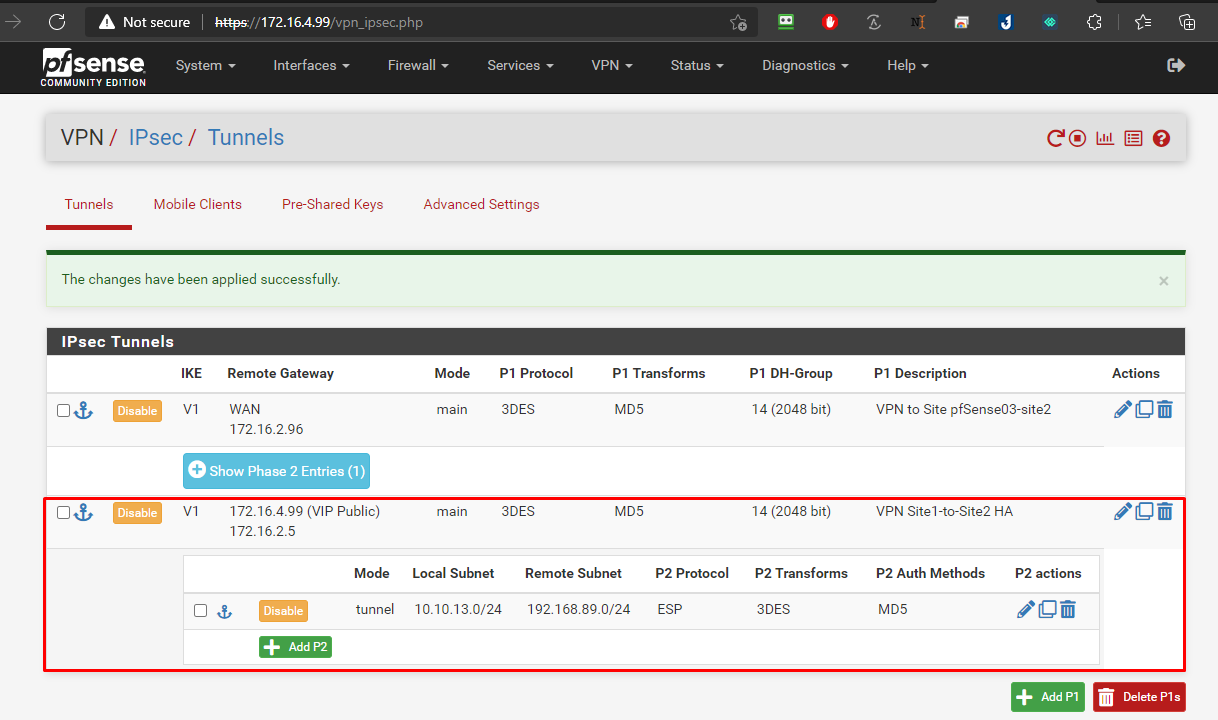 Not secure https://172.16.4.99/vpn_ipsec.php
pfsense
COMMUNITY EDITION
System Interfaces Firewall Services VPN Status Diagnostics Help
VPN / IPsec / Tunnels
Tunnels Mobile Clients Pre-Shared Keys Advanced Settings
The changes have been applied successfully. ×
IPsec Tunnels
IKE Remote Gateway Mode P1 Protocol P1 Transforms P1 DH-Group P1 Description Actions
Disable V1 WAN main 3DES MD5 14 (2048 bit) VPN to Site pfSense03-site2
172.16.2.96
Show Phase 2 Entries (1)
Disable V1 172.16.4.99 (VIP Public) main 3DES MD5 14 (2048 bit) VPN Site1-to-Site2 HA
172.16.2.5
Mode Local Subnet Remote Subnet P2 Protocol P2 Transforms P2 Auth Methods P2 actions
Disable tunnel 10.10.13.0/24 192.168.89.0/24 ESP 3DES MD5
Add P2
Add P1 Delete P1s